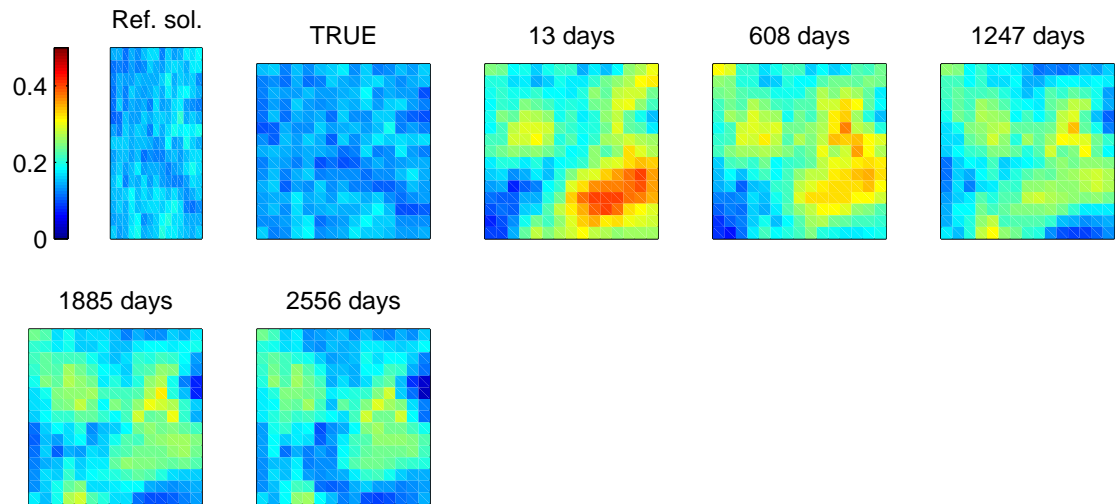 Ref. sol.
TRUE
13 days
608 days
1247 days
0.4
0.2
0
1885 days
2556 days